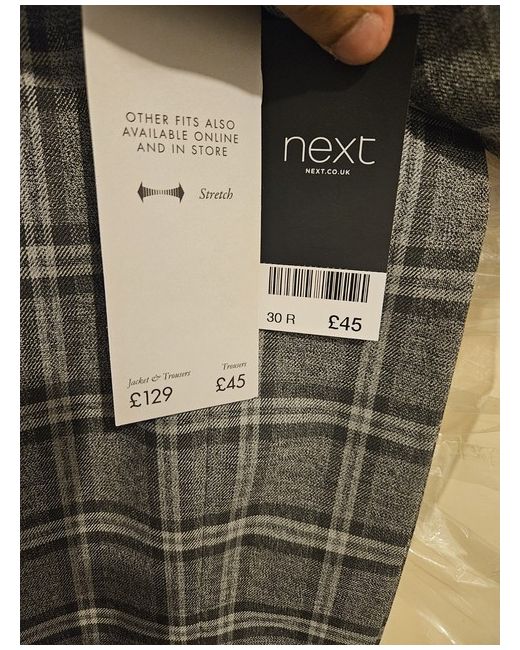 OTHER FITS ALSO
AVAILABLE ONLINE
AND IN STORE
Stretch
Jacket & Trousers
£129
Trousers
£45
next
NEXT.CO.UK
30 R
£45